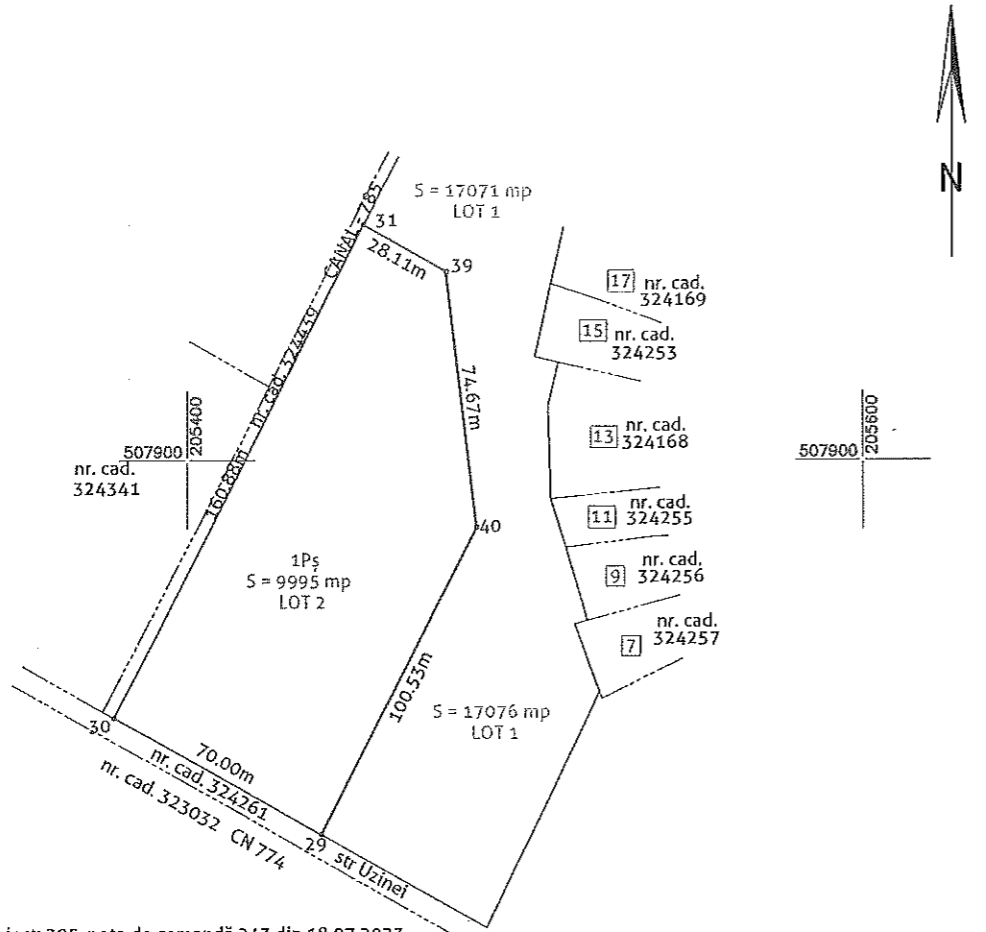 N
S = 17071 mp
LOT 1
CANAL - 785
31
28.11m
39
17 nr. cad.
324169
15 nr. cad.
324253
74.67m
nr. cad. 324459
205400
507900
nr. cad.
324341
160.88m
13 nr. cad.
324168
205600
507900
11 nr. cad.
324255
40
1Pș
S = 9995 mp
LOT 2
9 nr. cad.
324256
nr. cad.
7 324257
100.53m
S = 17076 mp
LOT 1
30
70.00m
nr. cad. 324261
nr. cad. 323032 CN 774
29 str Uzinei